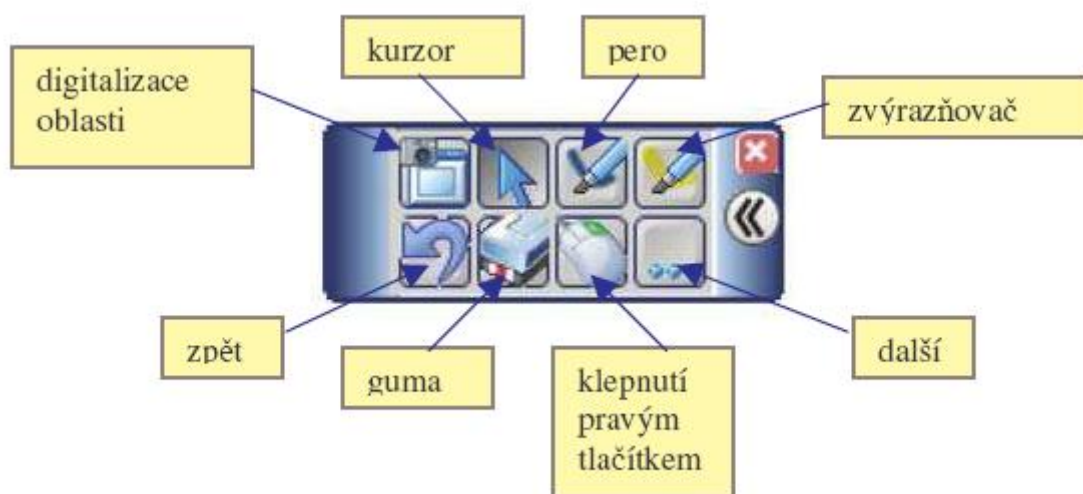 kurzor
pero
digitalizace
oblasti
zvýrazňovač
zpět
guma
klepnutí
pravým
tlačítkem
další